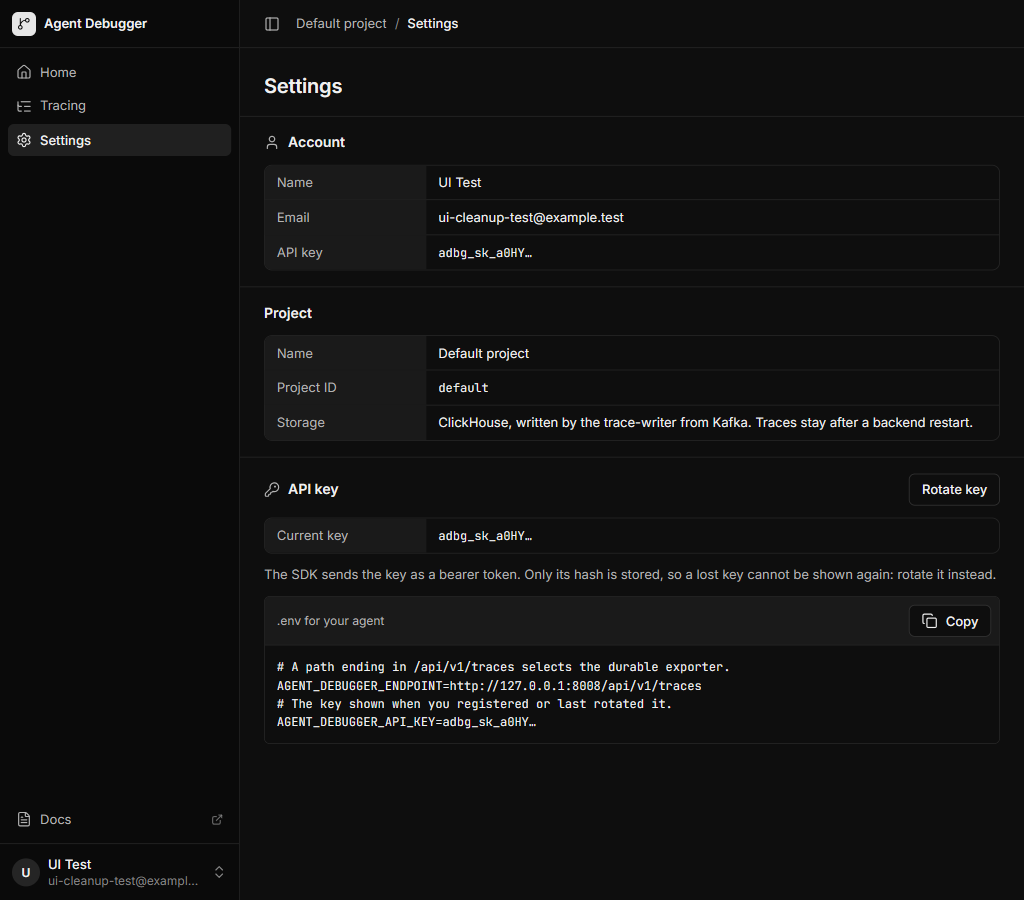 Agent Debugger
Default project / Settings
Home
Tracing
Settings
Settings
Account
Name UI Test
Email ui-cleanup-test@example.test
API key adbg_sk_a0HY…
Project
Name Default project
Project ID default
Storage ClickHouse, written by the trace-writer from Kafka. Traces stay after a backend restart.
API key
Rotate key
Current key adbg_sk_a0HY…
The SDK sends the key as a bearer token. Only its hash is stored, so a lost key cannot be shown again: rotate it instead.
.env for your agent
Copy
# A path ending in /api/v1/traces selects the durable exporter.
AGENT_DEBUGGER_ENDPOINT=http://127.0.0.1:8008/api/v1/traces
# The key shown when you registered or last rotated it.
AGENT_DEBUGGER_API_KEY=adbg_sk_a0HY…
Docs
U
UI Test
ui-cleanup-test@exampl...